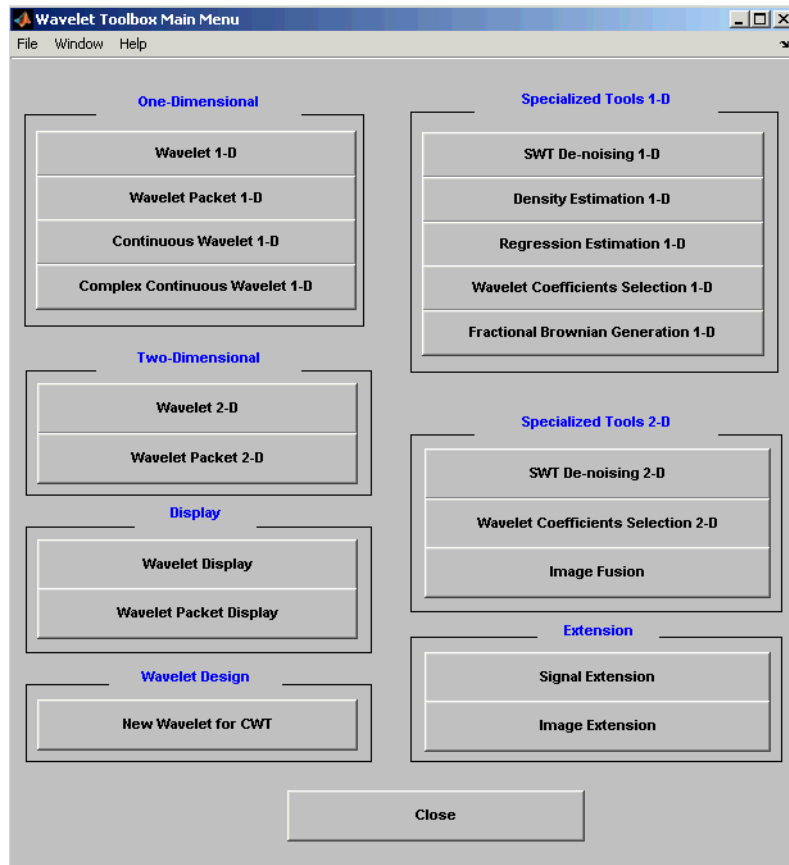 Wavelet Toolbox Main Menu
File Window Help
One-Dimensional
Wavelet 1-D
Wavelet Packet 1-D
Continuous Wavelet 1-D
Complex Continuous Wavelet 1-D
Two-Dimensional
Wavelet 2-D
Wavelet Packet 2-D
Display
Wavelet Display
Wavelet Packet Display
Wavelet Design
New Wavelet for CWT
Specialized Tools 1-D
SWT De-noising 1-D
Density Estimation 1-D
Regression Estimation 1-D
Wavelet Coefficients Selection 1-D
Fractional Brownian Generation 1-D
Specialized Tools 2-D
SWT De-noising 2-D
Wavelet Coefficients Selection 2-D
Image Fusion
Extension
Signal Extension
Image Extension
Close